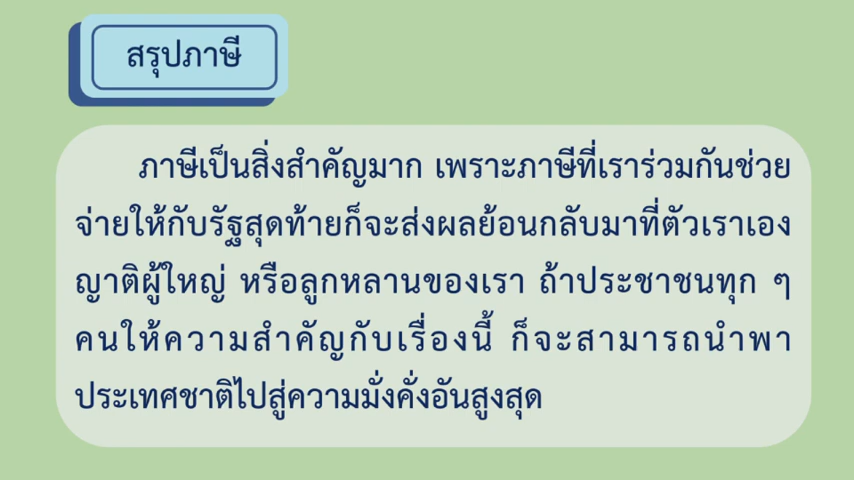 สรุปภาษี
ภาษีเป็นสิ่งสำคัญมาก เพราะภาษีที่เราร่วมกันช่วย
จ่ายให้กับรัฐสุดท้ายก็จะส่งผลย้อนกลับมาที่ตัวเราเอง
ญาติผู้ใหญ่ หรือลูกหลานของเรา ถ้าประชาชนทุก ๆ
คนให้ความสำคัญกับเรื่องนี้ ก็จะสามารถนำพา
ประเทศชาติไปสู่ความมั่งคั่งอันสูงสุด